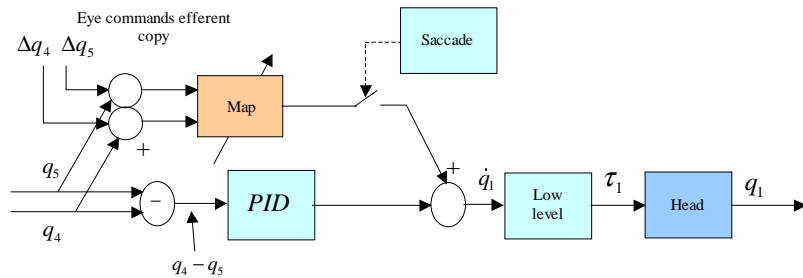 Eye commands efferent
copy
Δq₄ Δq₅
Saccade
Map
+
q₅
+
q̇₁
τ₁
q₁
−
PID
Low
level
Head
q₄
q₄ − q₅